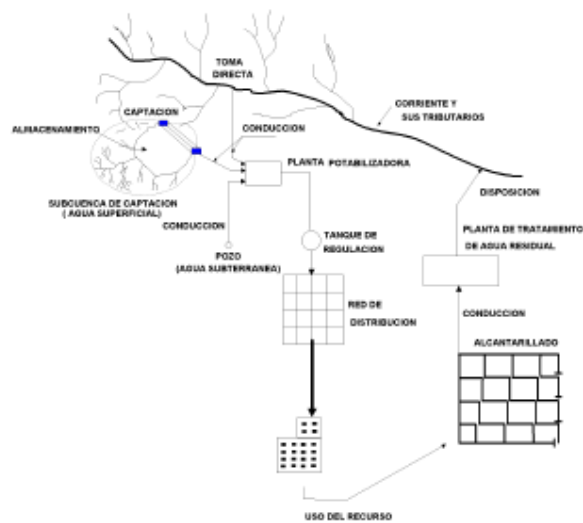 TOMA
DIRECTA
CAPTACION
CORRIENTE Y
SUS TRIBUTARIOS
ALMACENAMIENTO
CONDUCCION
PLANTA POTABILIZADORA
SUBCUENCA DE CAPTACION
( AGUA SUPERFICIAL)
DISPOSICION
CONDUCCION
TANQUE DE
REGULACION
PLANTA DE TRATAMIENTO
DE AGUA RESIDUAL
POZO
(AGUA SUBTERRANEA)
RED DE
DISTRIBUCION
CONDUCCION
ALCANTARILLADO
USO DEL RECURSO